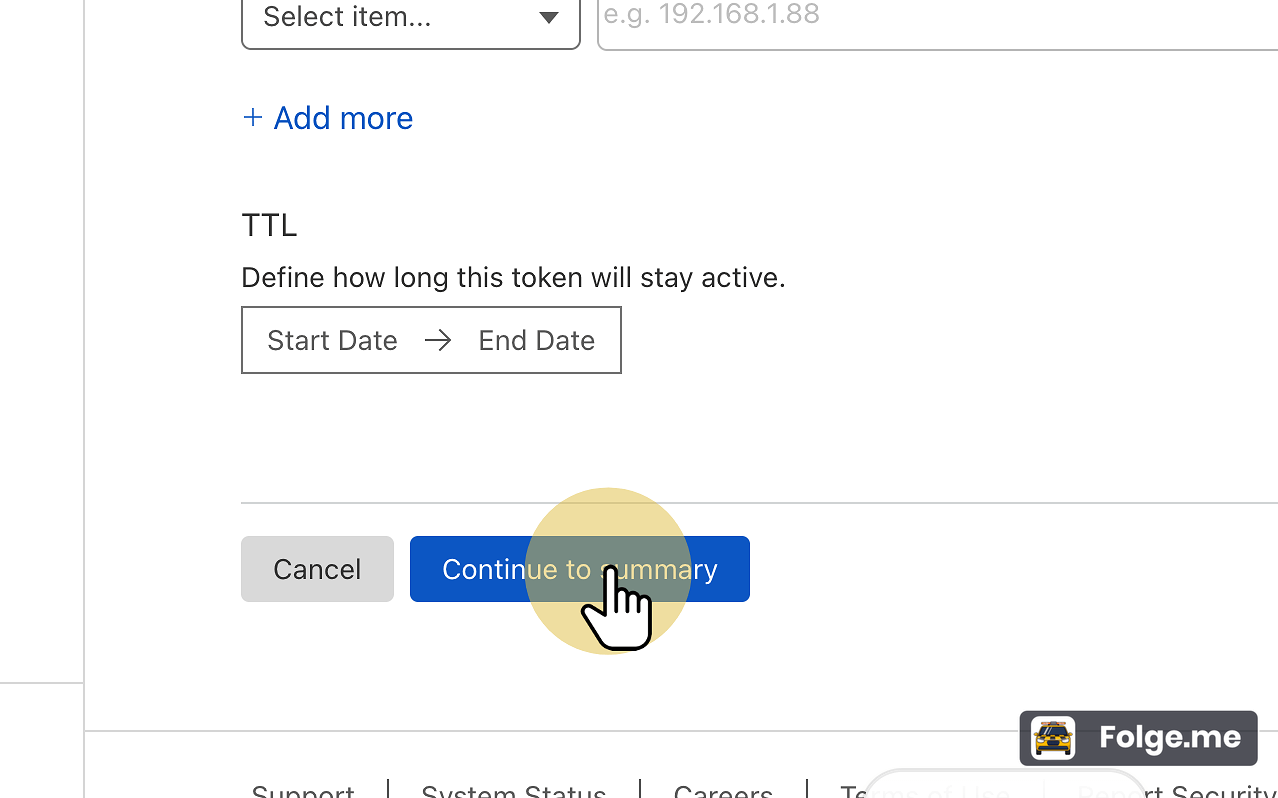 Select item...
e.g. 192.168.1.88
+ Add more
TTL
Define how long this token will stay active.
Start Date → End Date
Cancel
Continue to summary
Folge.me
Support | System Status | Careers | Terms of Use | Report Security